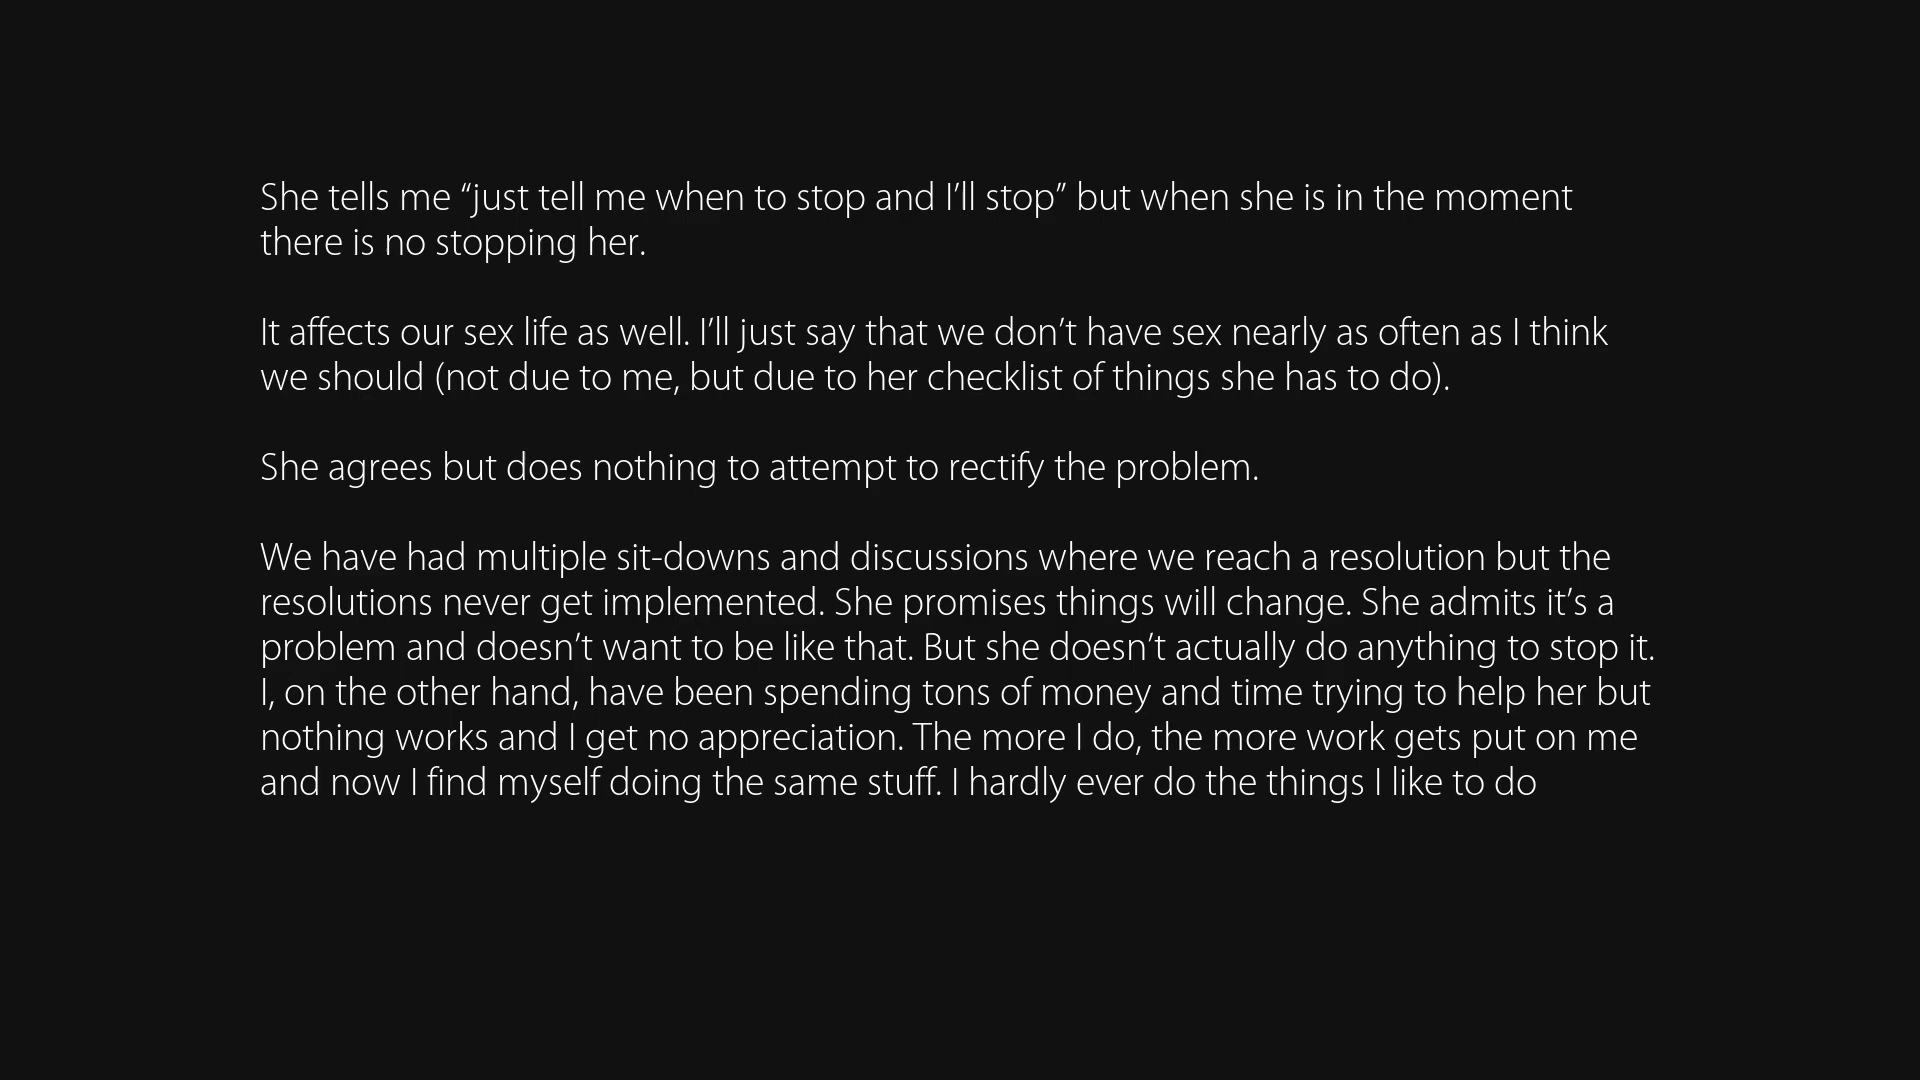 She tells me “just tell me when to stop and I’ll stop” but when she is in the moment
there is no stopping her.
It affects our sex life as well. I’ll just say that we don’t have sex nearly as often as I think
we should (not due to me, but due to her checklist of things she has to do).
She agrees but does nothing to attempt to rectify the problem.
We have had multiple sit-downs and discussions where we reach a resolution but the
resolutions never get implemented. She promises things will change. She admits it’s a
problem and doesn’t want to be like that. But she doesn’t actually do anything to stop it.
I, on the other hand, have been spending tons of money and time trying to help her but
nothing works and I get no appreciation. The more I do, the more work gets put on me
and now I find myself doing the same stuff. I hardly ever do the things I like to do